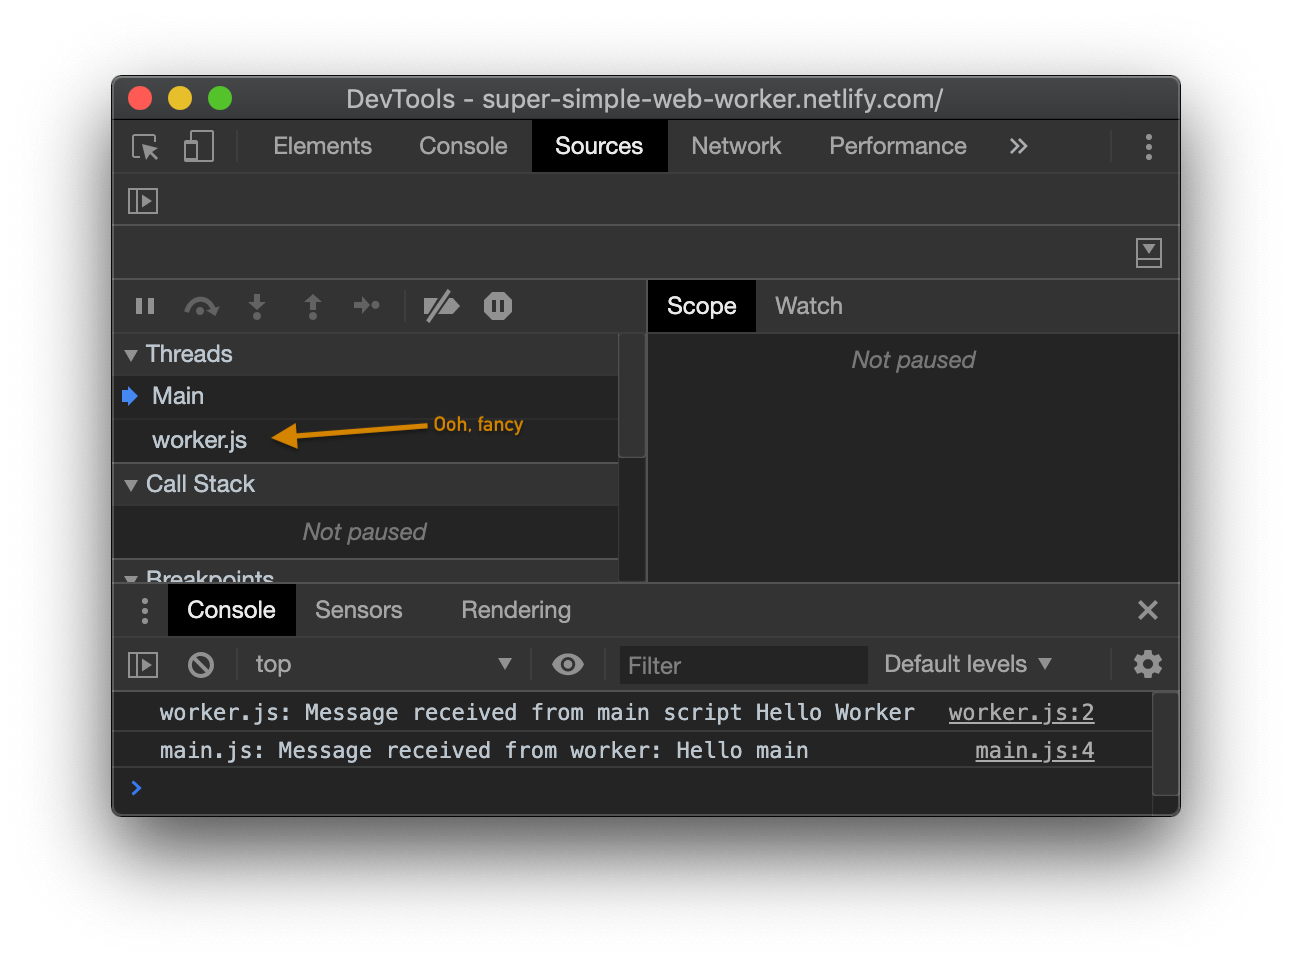 DevTools - super-simple-web-worker.netlify.com/
Elements Console Sources Network Performance »
Threads
Main
worker.js
Ooh, fancy
Call Stack
Not paused
Breakpoints
Scope Watch
Not paused
Console Sensors Rendering
top Filter Default levels
worker.js: Message received from main script Hello Worker worker.js:2
main.js: Message received from worker: Hello main main.js:4